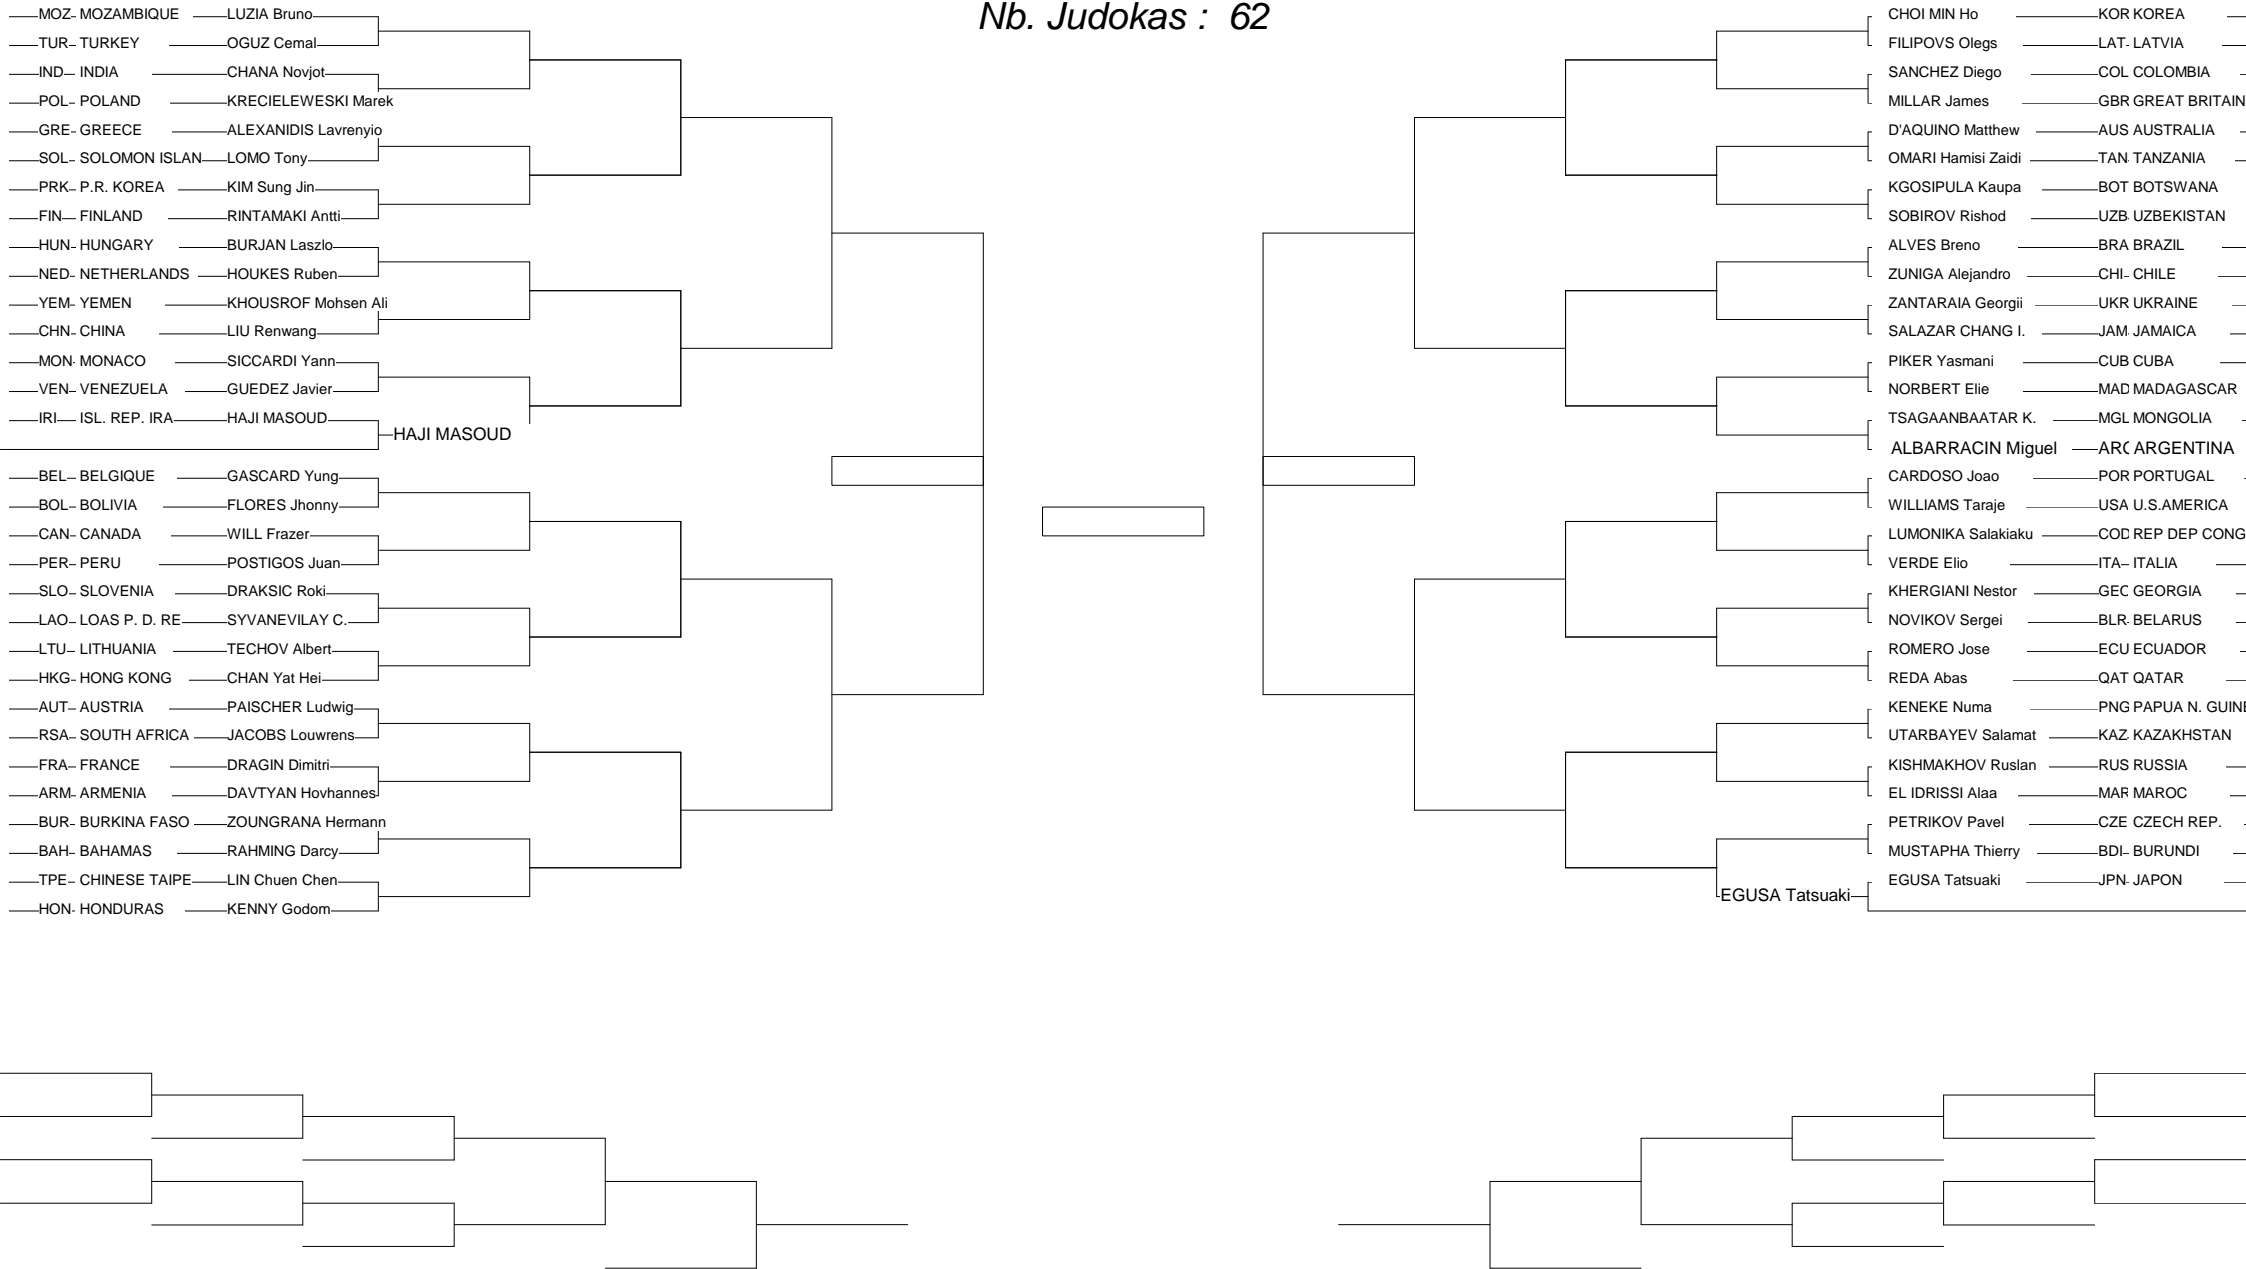 Nb. Judokas : 62
MOZ MOZAMBIQUE LUZIA Bruno
TUR TURKEY OGUZ Cemal
IND INDIA CHANA Novjot
POL POLAND KRECIELEWESKI Marek
GRE GREECE ALEXANIDIS Lavrenyio
SOL SOLOMON ISLAN LOMO Tony
PRK P.R. KOREA KIM Sung Jin
FIN FINLAND RINTAMAKI Antti
HUN HUNGARY BURJAN Laszlo
NED NETHERLANDS HOUKES Ruben
YEM YEMEN KHOUSROF Mohsen Ali
CHN CHINA LIU Renwang
MON MONACO SICCARDI Yann
VEN VENEZUELA GUEDEZ Javier
IRI ISL. REP. IRA HAJI MASOUD
HAJI MASOUD
BEL BELGIQUE GASCARD Yung
BOL BOLIVIA FLORES Jhonny
CAN CANADA WILL Frazer
PER PERU POSTIGOS Juan
SLO SLOVENIA DRAKSIC Roki
LAO LOAS P. D. RE SYVANEVILAY C.
LTU LITHUANIA TECHOV Albert
HKG HONG KONG CHAN Yat Hei
AUT AUSTRIA PAISCHER Ludwig
RSA SOUTH AFRICA JACOBS Louwrens
FRA FRANCE DRAGIN Dimitri
ARM ARMENIA DAVTYAN Hovhannes
BUR BURKINA FASO ZOUNGRANA Hermann
BAH BAHAMAS RAHMING Darcy
TPE CHINESE TAIPE LIN Chuen Chen
HON HONDURAS KENNY Godom
CHOI MIN Ho KOR KOREA
FILIPOVS Olegs LAT LATVIA
SANCHEZ Diego COL COLOMBIA
MILLAR James GBR GREAT BRITAIN
D'AQUINO Matthew AUS AUSTRALIA
OMARI Hamisi Zaidi TAN TANZANIA
KGOSIPULA Kaupa BOT BOTSWANA
SOBIROV Rishod UZB UZBEKISTAN
ALVES Breno BRA BRAZIL
ZUNIGA Alejandro CHI CHILE
ZANTARAIA Georgii UKR UKRAINE
SALAZAR CHANG I. JAM JAMAICA
PIKER Yasmani CUB CUBA
NORBERT Elie MAD MADAGASCAR
TSAGAANBAATAR K. MGL MONGOLIA
ALBARRACIN Miguel ARG ARGENTINA
CARDOSO Joao POR PORTUGAL
WILLIAMS Taraje USA U.S.AMERICA
LUMONIKA Salakiaku COD REP DEP CONG
VERDE Elio ITA ITALIA
KHERGIANI Nestor GEO GEORGIA
NOVIKOV Sergei BLR BELARUS
ROMERO Jose ECU ECUADOR
REDA Abas QAT QATAR
KENEKE Numa PNG PAPUA N. GUINE
UTARBAYEV Salamat KAZ KAZAKHSTAN
KISHMAKHOV Ruslan RUS RUSSIA
EL IDRISSI Alaa MAR MAROC
PETRIKOV Pavel CZE CZECH REP.
MUSTAPHA Thierry BDI BURUNDI
EGUSA Tatsuaki JPN JAPON
EGUSA Tatsuaki